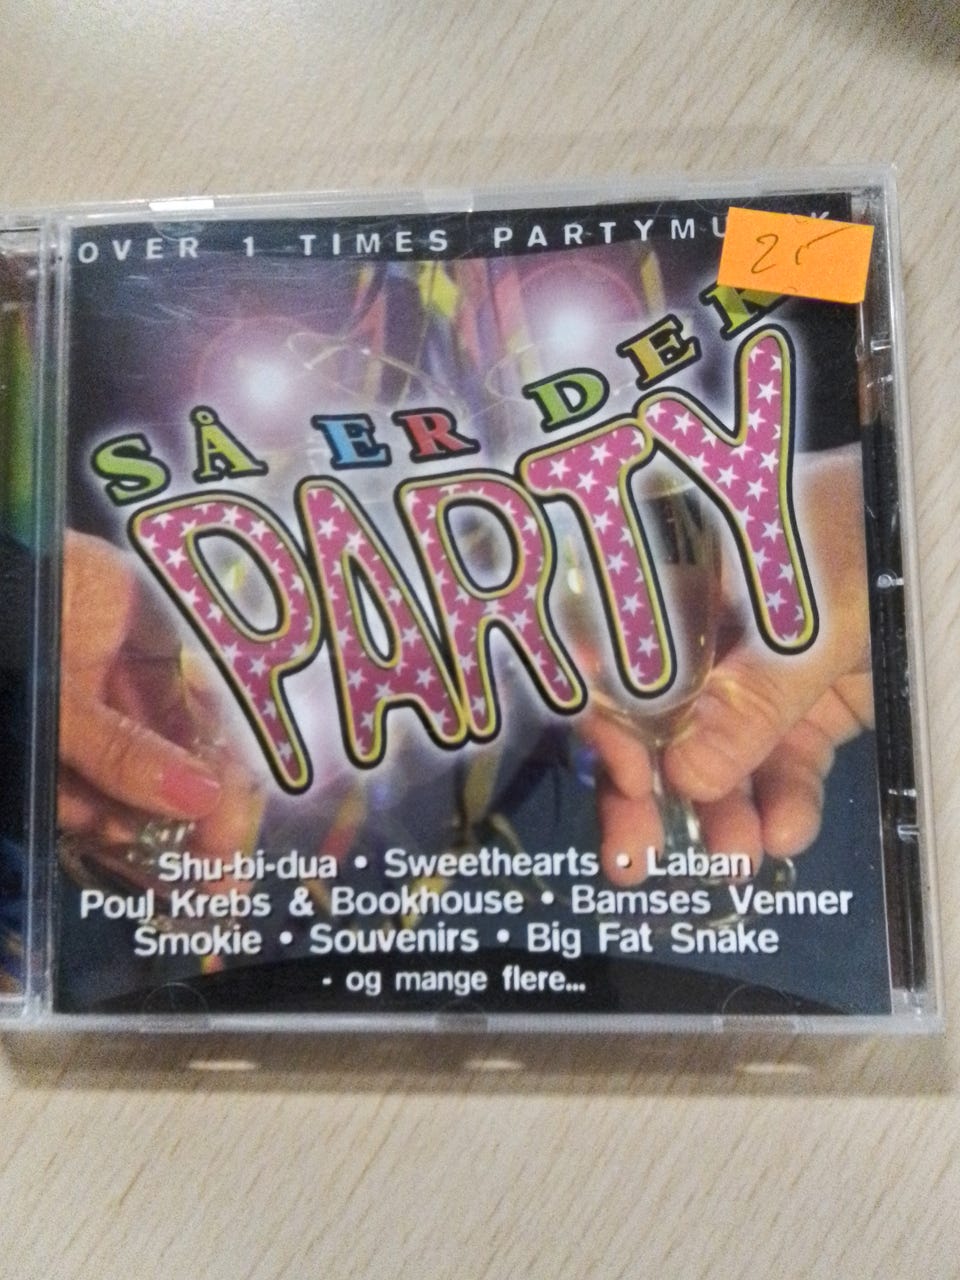 OVER 1 TIMES PARTYMU
25
SÅ ER DER
PARTY
Shu-bi-dua • Sweethearts • Laban
Poul Krebs & Bookhouse • Bamses Venner
Smokie • Souvenirs • Big Fat Snake
- og mange flere...